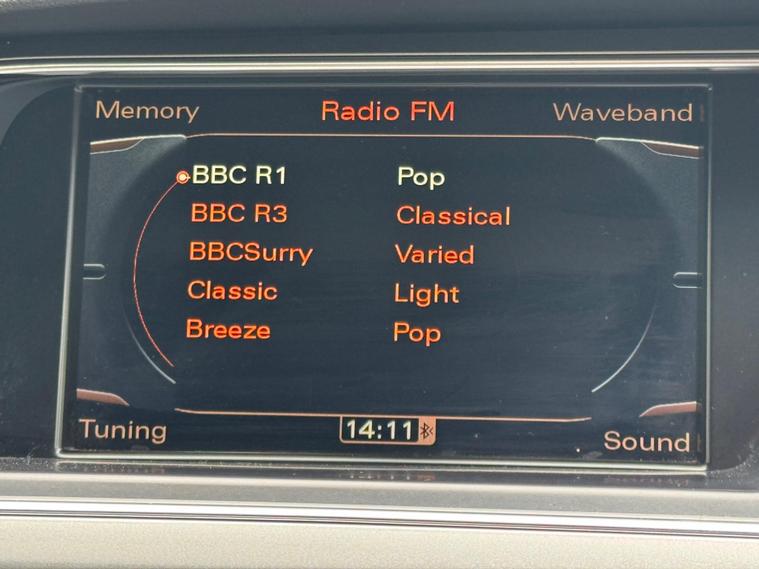 Memory Radio FM Waveband
BBC R1 Pop
BBC R3 Classical
BBCSurry Varied
Classic Light
Breeze Pop
Tuning 14:11 Sound